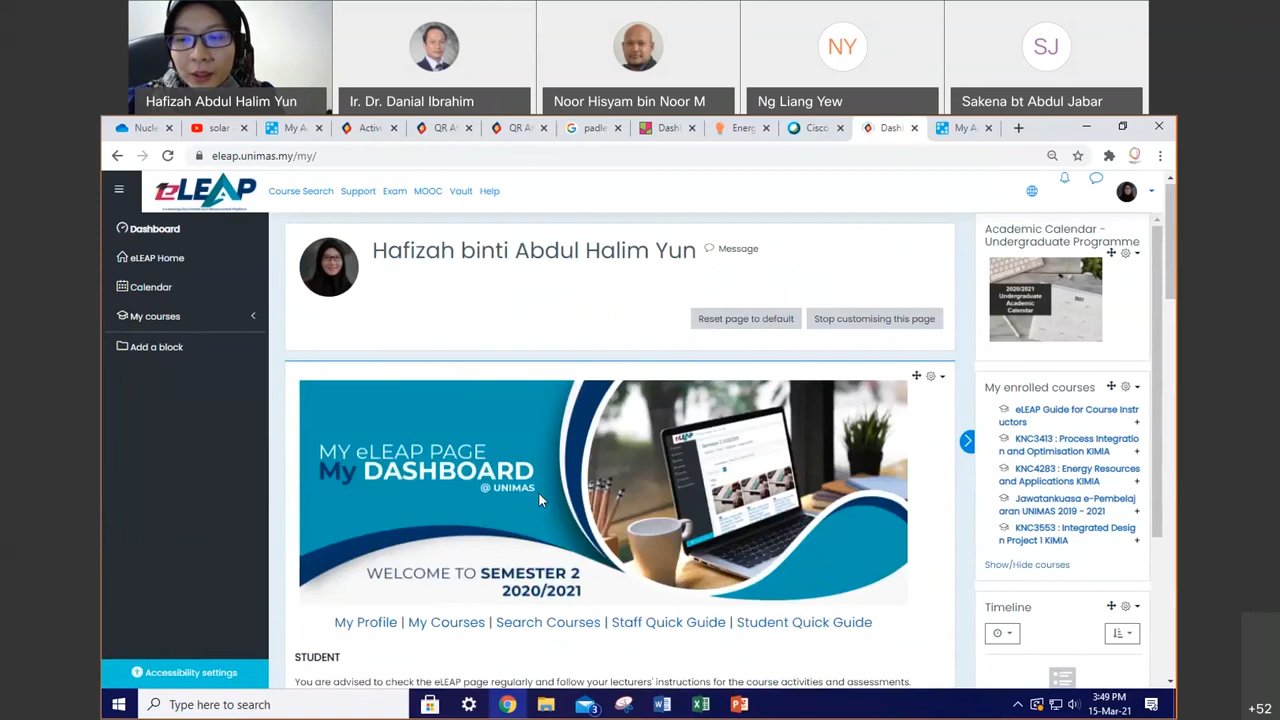 NY
SJ
Hafizah Abdul Halim Yun
Ir. Dr. Danial Ibrahim
Noor Hisyam bin Noor M
Ng Liang Yew
Sakena bt Abdul Jabar
Nucle
solar
My A
Activi
QR A
QR A
padle
Dash
Energ
Cisco
Dash
My A
eleap.unimas.my/my/
eLEAP
Course Search
Support
Exam
MOOC
Vault
Help
Dashboard
eLEAP Home
Calendar
My courses
Add a block
Accessibility settings
Hafizah binti Abdul Halim Yun
Message
Reset page to default
Stop customising this page
MY eLEAP PAGE
My DASHBOARD
@ UNIMAS
WELCOME TO SEMESTER 2
2020/2021
My Profile | My Courses | Search Courses | Staff Quick Guide | Student Quick Guide
STUDENT
You are advised to check the eLEAP page regularly and follow your lecturers' instructions for the course activities and assessments.
Academic Calendar -
Undergraduate Programme
2020/2021
Undergraduate
Academic
Calendar
My enrolled courses
eLEAP Guide for Course Instr
uctors
KNC3413 : Process Integratio
n and Optimisation KIMIA
KNC4283 : Energy Resources
and Applications KIMIA
Jawatankuasa e-Pembelaj
aran UNIMAS 2019 - 2021
KNC3553 : Integrated Desig
n Project 1 KIMIA
Show/Hide courses
Timeline
Type here to search
3
3:49 PM
15-Mar-21
+52